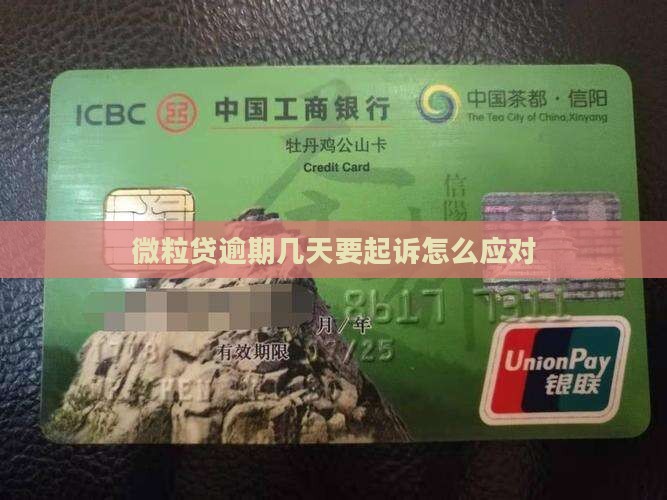 ICBC 中国工商银行 中国茶都·信阳
The Tea City of China,Xinyang
牡丹鸡公山卡
Credit Card
信陽
微粒贷逾期几天要起诉怎么应对
8617 7311
月/年
有效期限 /25
UnionPay
银联